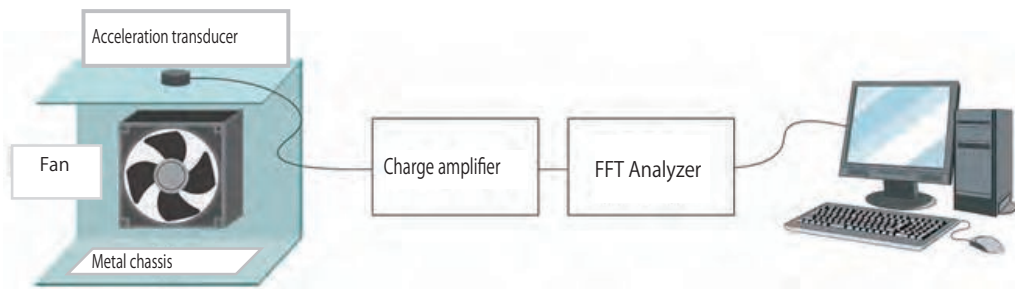 Acceleration transducer
Fan
Charge amplifier
FFT Analyzer
Metal chassis